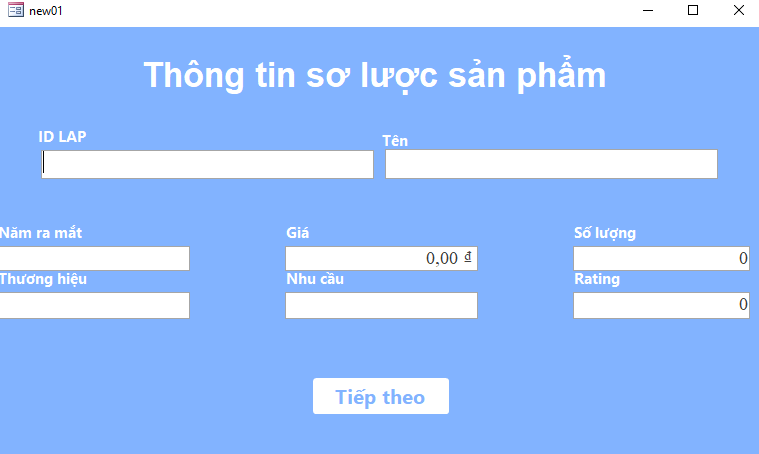 new01
Thông tin sơ lược sản phẩm
ID LAP
Tên
Năm ra mắt Giá Số lượng
0,00 ₫ 0
Thương hiệu Nhu cầu Rating
0
Tiếp theo